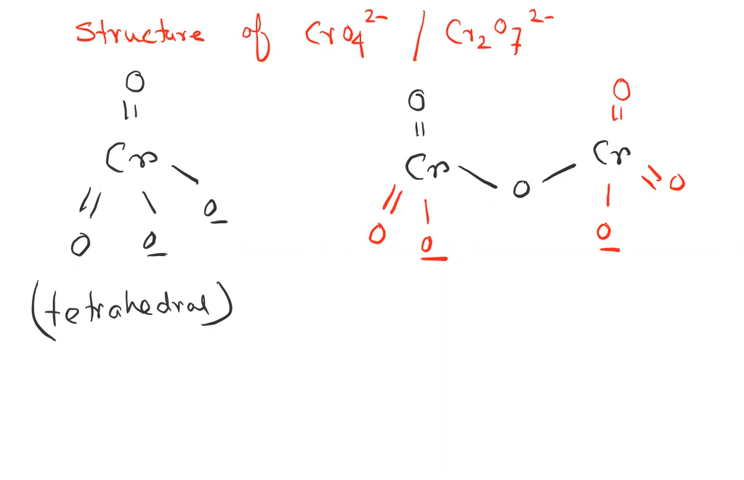 Structure of CrO4^2- / Cr2O7^2-
O O O
Cr Cr O Cr O
O O O O O O
(tetrahedral)